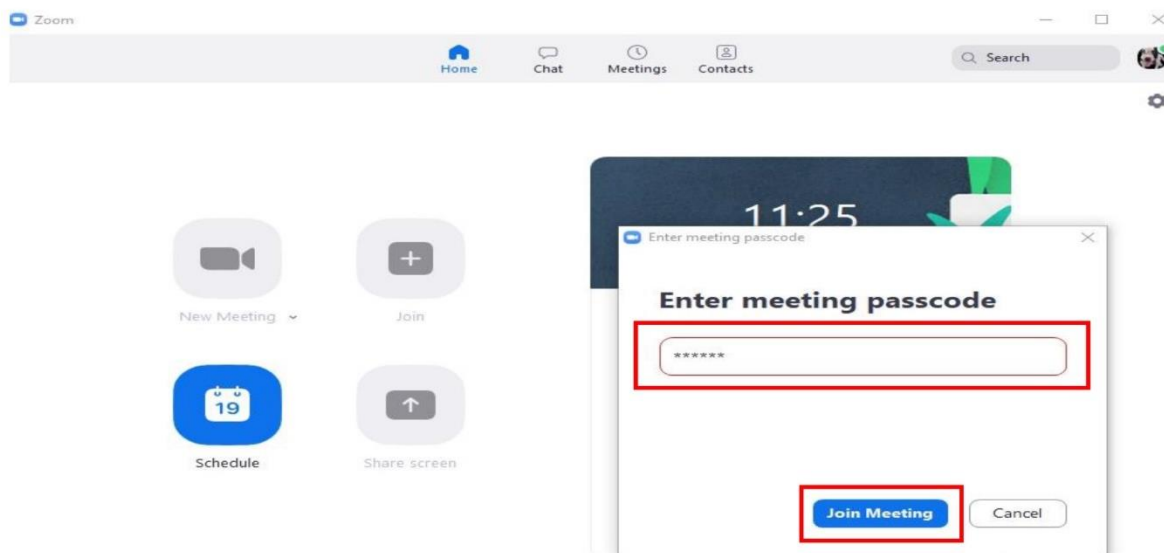 Zoom
Home Chat Meetings Contacts
Search
11:25
Enter meeting passcode
Enter meeting passcode
******
New Meeting Join
19
Schedule Share screen
Join Meeting Cancel